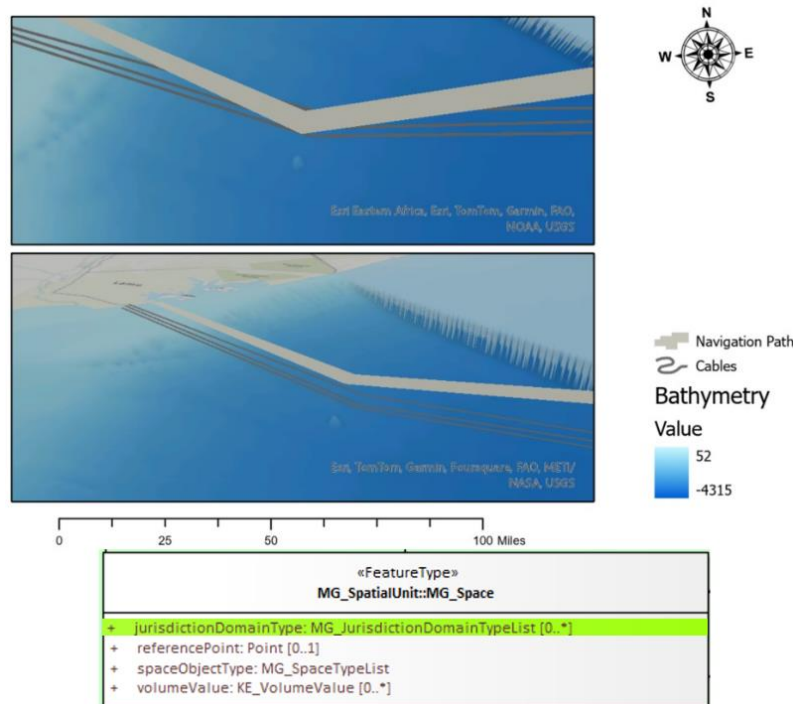 N
W E
S
Esri Eastern Africa, Esri, TomTom, Garmin, FAO,
NOAA, USGS
Navigation Path
Cables
Bathymetry
Value
52
-4315
Esri, TomTom, Garmin, Foursquare, FAO, METI/
NASA, USGS
0 25 50 100 Miles
«FeatureType»
MG_SpatialUnit::MG_Space
+ jurisdictionDomainType: MG_JurisdictionDomainTypeList [0..*]
+ referencePoint: Point [0..1]
+ spaceObjectType: MG_SpaceTypeList
+ volumeValue: KE_VolumeValue [0..*]